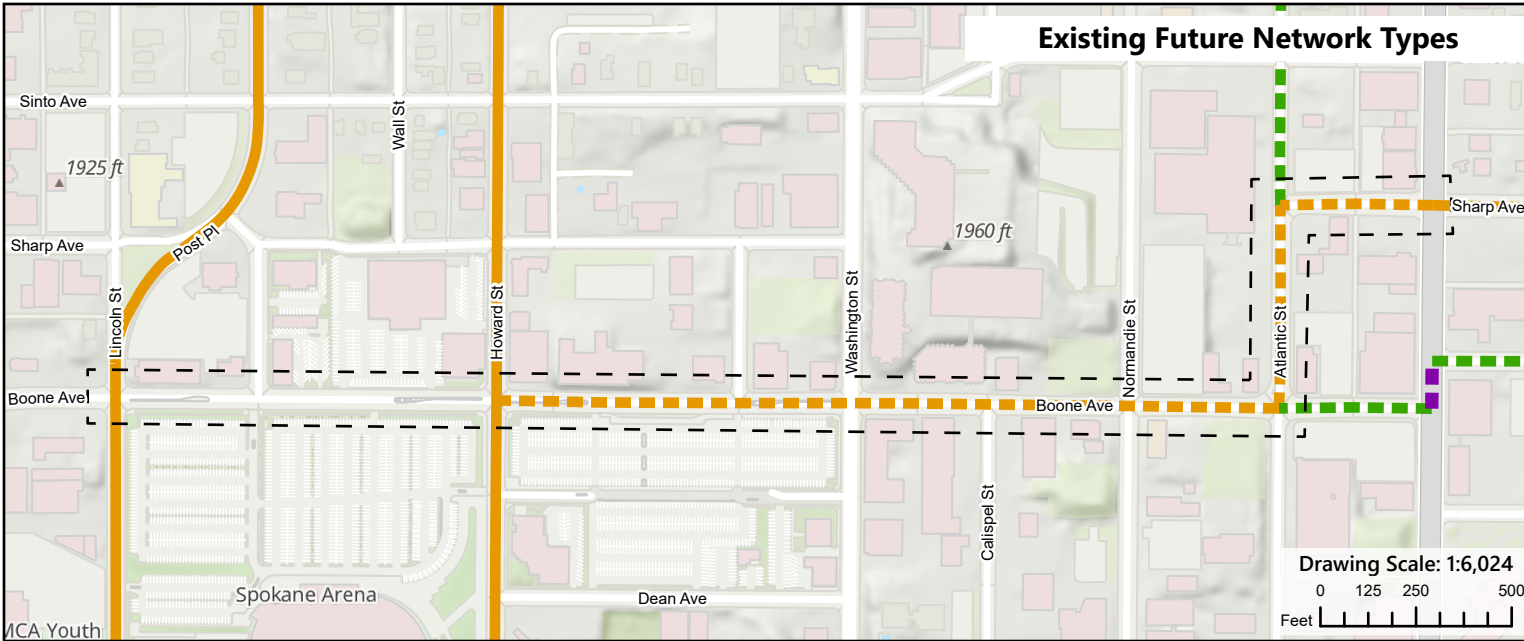 Existing Future Network Types
Sinto Ave
Wall St
1925 ft
Sharp Ave
Post Pl
1960 ft
Sharp Ave
Lincoln St
Howard St
Washington St
Normandie St
Atlantic St
Boone Ave
Boone Ave
Calispel St
Spokane Arena
Dean Ave
MCA Youth
Drawing Scale: 1:6,024
0 125 250 500
Feet